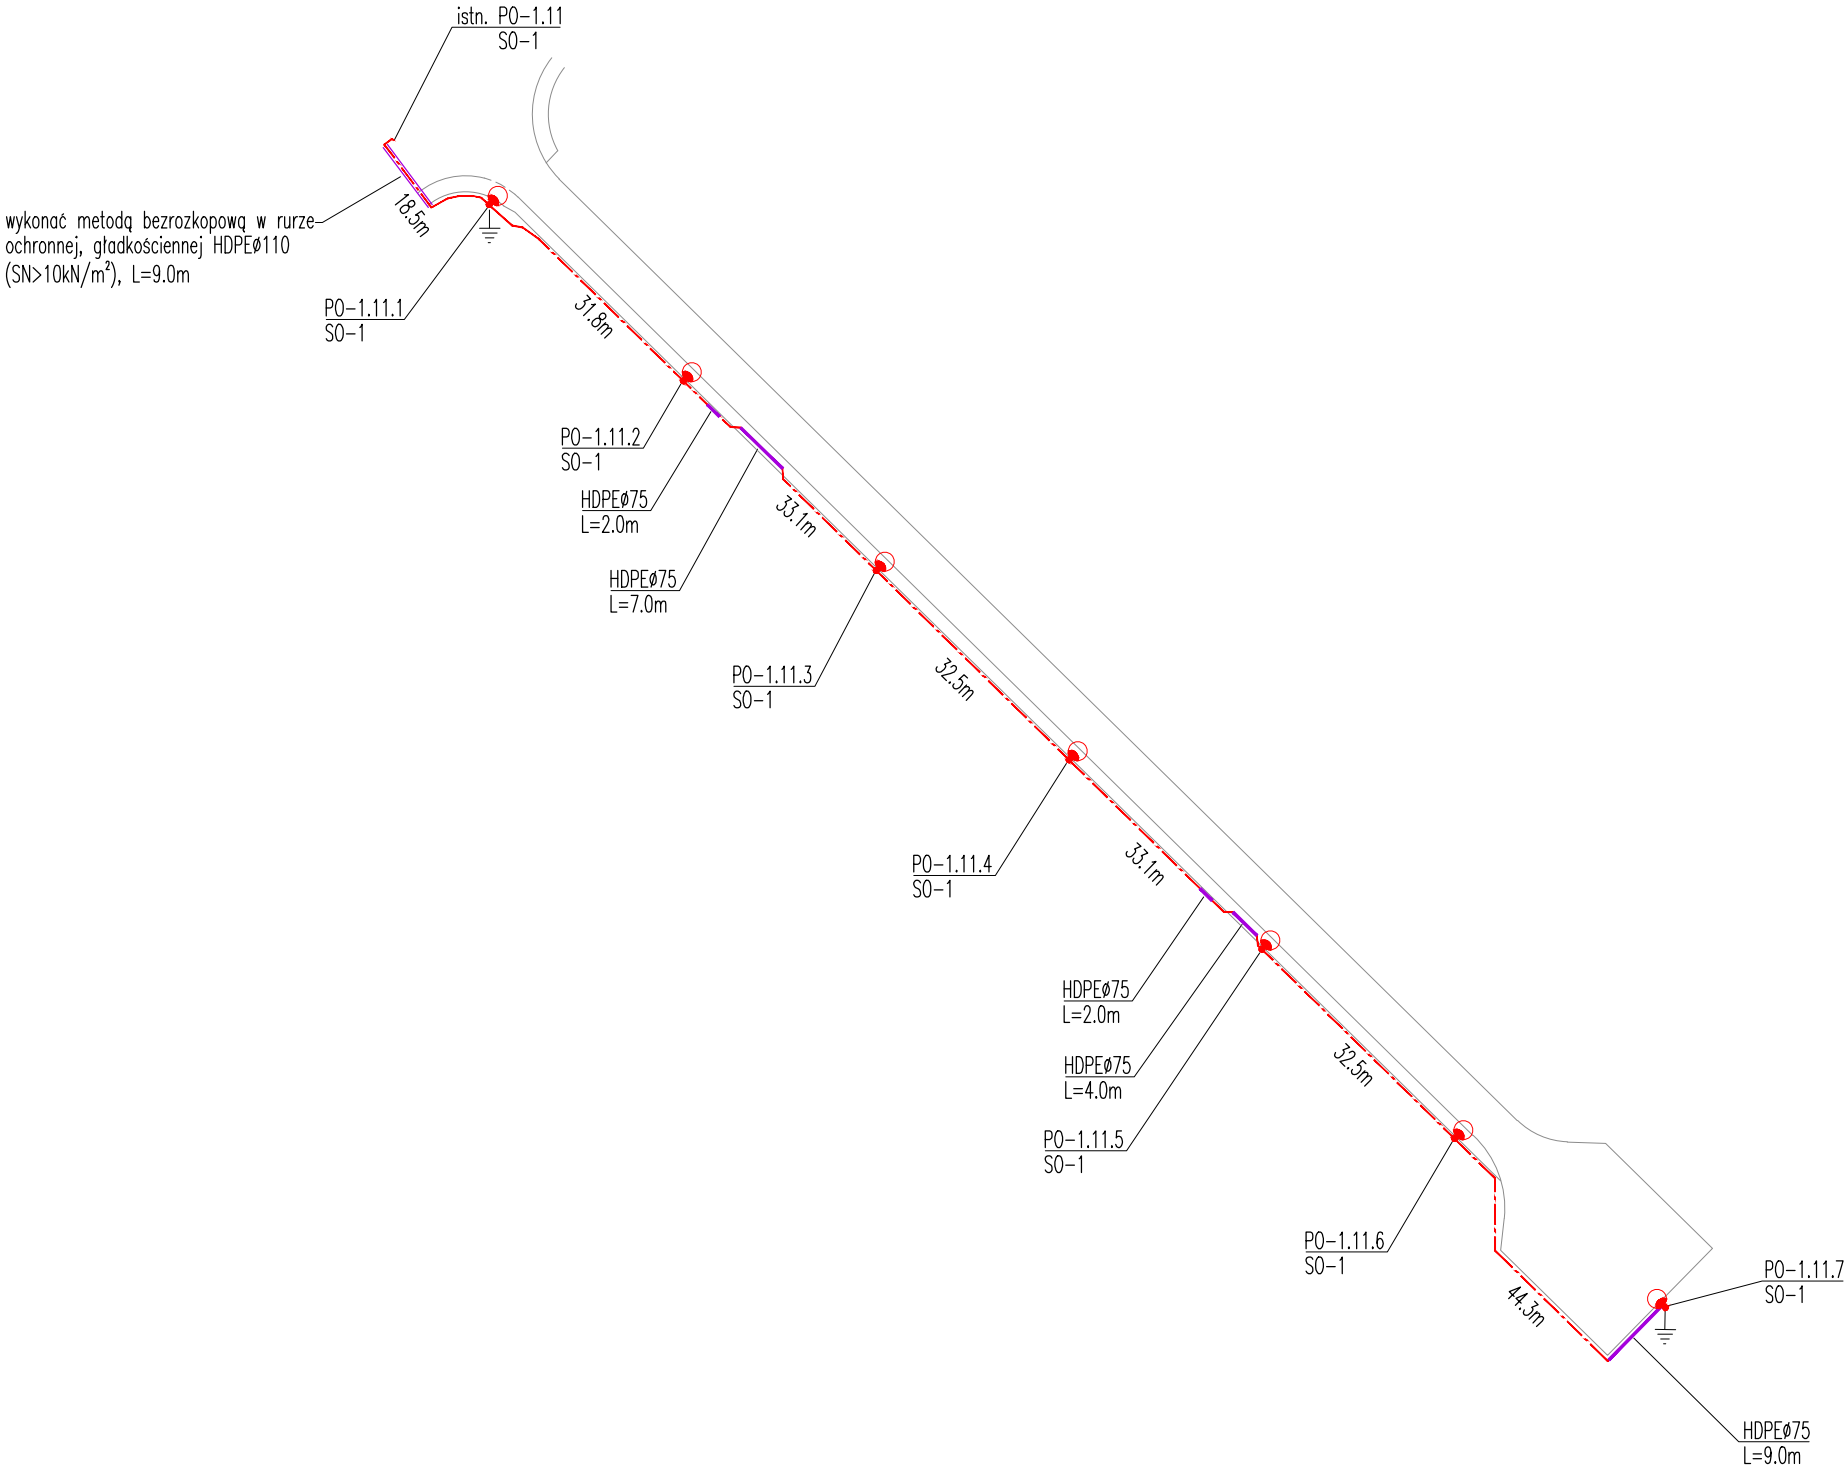 istn. PO-1.11
SO-1
18.5m
wykonać metodą bezrozkopową w rurze
ochronnej, gładkościennej HDPEø110
(SN>10kN/m²), L=9.0m
PO-1.11.1
SO-1
31.8m
PO-1.11.2
SO-1
HDPEø75
L=2.0m
33.1m
HDPEø75
L=7.0m
PO-1.11.3
SO-1
32.5m
PO-1.11.4
SO-1
33.1m
HDPEø75
L=2.0m
HDPEø75
L=4.0m
32.5m
PO-1.11.5
SO-1
PO-1.11.6
SO-1
PO-1.11.7
SO-1
44.3m
HDPEø75
L=9.0m